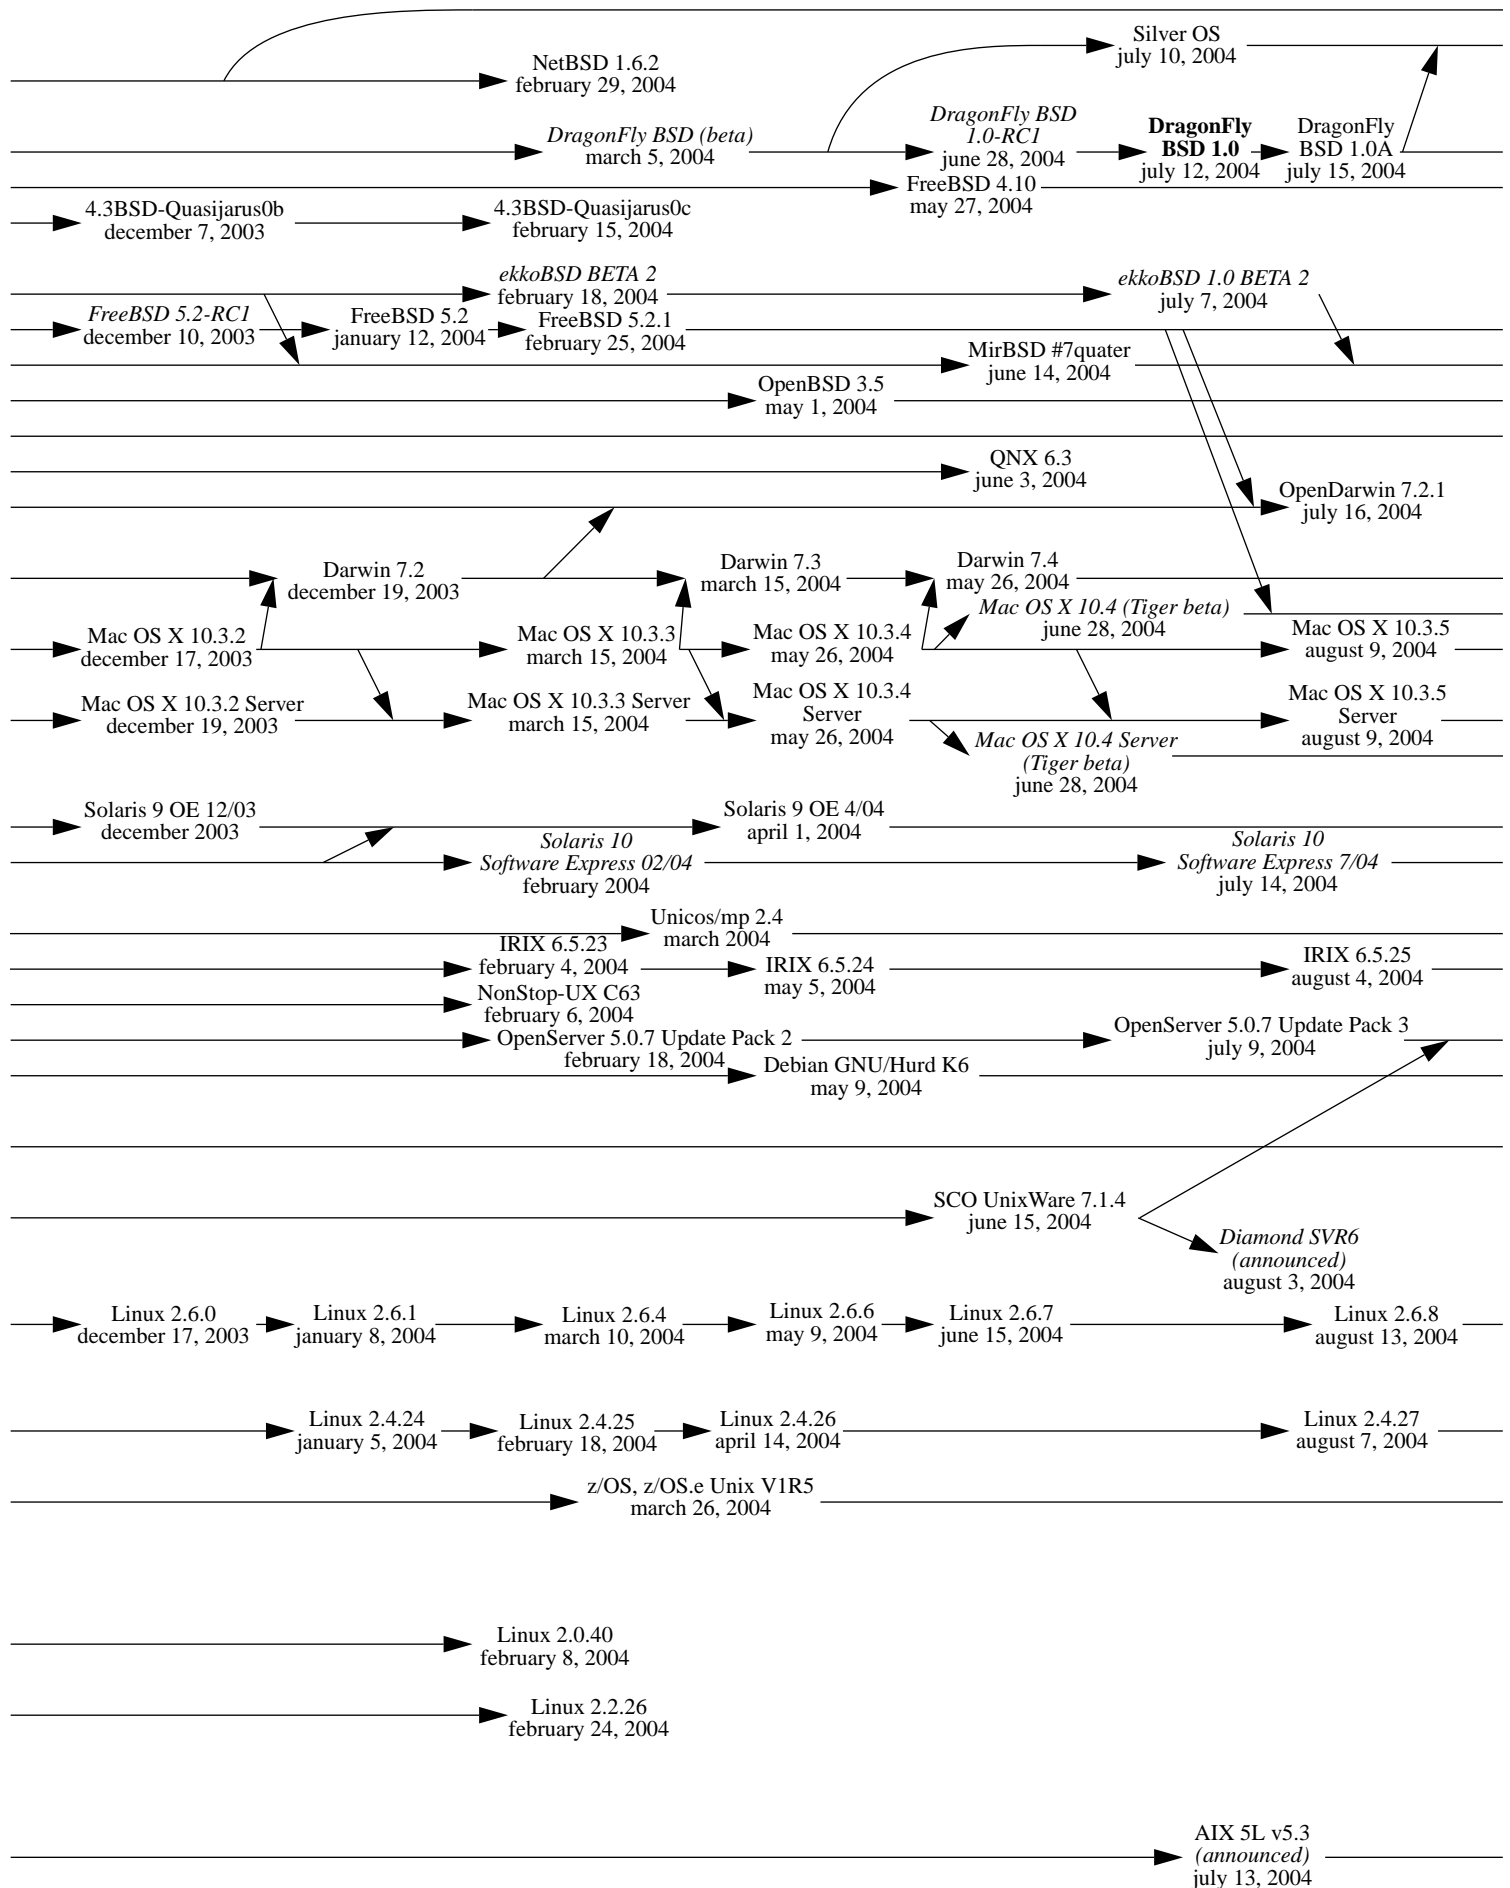 Silver OS
july 10, 2004
NetBSD 1.6.2
february 29, 2004
DragonFly BSD (beta)
march 5, 2004
DragonFly BSD
1.0-RC1
june 28, 2004
DragonFly
BSD 1.0
july 12, 2004
DragonFly
BSD 1.0A
july 15, 2004
FreeBSD 4.10
may 27, 2004
4.3BSD-Quasijarus0b
december 7, 2003
4.3BSD-Quasijarus0c
february 15, 2004
ekkoBSD BETA 2
february 18, 2004
ekkoBSD 1.0 BETA 2
july 7, 2004
FreeBSD 5.2-RC1
december 10, 2003
FreeBSD 5.2
january 12, 2004
FreeBSD 5.2.1
february 25, 2004
MirBSD #7quater
june 14, 2004
OpenBSD 3.5
may 1, 2004
QNX 6.3
june 3, 2004
OpenDarwin 7.2.1
july 16, 2004
Darwin 7.2
december 19, 2003
Darwin 7.3
march 15, 2004
Darwin 7.4
may 26, 2004
Mac OS X 10.4 (Tiger beta)
june 28, 2004
Mac OS X 10.3.2
december 17, 2003
Mac OS X 10.3.3
march 15, 2004
Mac OS X 10.3.4
may 26, 2004
Mac OS X 10.3.5
august 9, 2004
Mac OS X 10.3.2 Server
december 19, 2003
Mac OS X 10.3.3 Server
march 15, 2004
Mac OS X 10.3.4
Server
may 26, 2004
Mac OS X 10.3.5
Server
august 9, 2004
Mac OS X 10.4 Server
(Tiger beta)
june 28, 2004
Solaris 9 OE 12/03
december 2003
Solaris 9 OE 4/04
april 1, 2004
Solaris 10
Software Express 02/04
february 2004
Solaris 10
Software Express 7/04
july 14, 2004
Unicos/mp 2.4
march 2004
IRIX 6.5.23
february 4, 2004
IRIX 6.5.24
may 5, 2004
IRIX 6.5.25
august 4, 2004
NonStop-UX C63
february 6, 2004
OpenServer 5.0.7 Update Pack 2
february 18, 2004
OpenServer 5.0.7 Update Pack 3
july 9, 2004
Debian GNU/Hurd K6
may 9, 2004
SCO UnixWare 7.1.4
june 15, 2004
Diamond SVR6
(announced)
august 3, 2004
Linux 2.6.0
december 17, 2003
Linux 2.6.1
january 8, 2004
Linux 2.6.4
march 10, 2004
Linux 2.6.6
may 9, 2004
Linux 2.6.7
june 15, 2004
Linux 2.6.8
august 13, 2004
Linux 2.4.24
january 5, 2004
Linux 2.4.25
february 18, 2004
Linux 2.4.26
april 14, 2004
Linux 2.4.27
august 7, 2004
z/OS, z/OS.e Unix V1R5
march 26, 2004
Linux 2.0.40
february 8, 2004
Linux 2.2.26
february 24, 2004
AIX 5L v5.3
(announced)
july 13, 2004